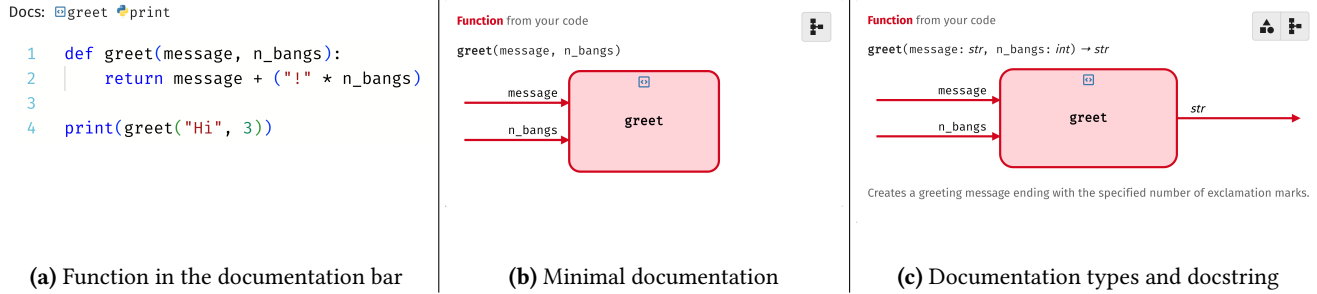 Docs: greet print
1 def greet(message, n_bangs):
2 return message + ("!" * n_bangs)
3
4 print(greet("Hi", 3))
(a) Function in the documentation bar
Function from your code
greet(message, n_bangs)
message
n_bangs
greet
(b) Minimal documentation
Function from your code
greet(message: str, n_bangs: int) → str
message
n_bangs
greet
str
Creates a greeting message ending with the specified number of exclamation marks.
(c) Documentation types and docstring